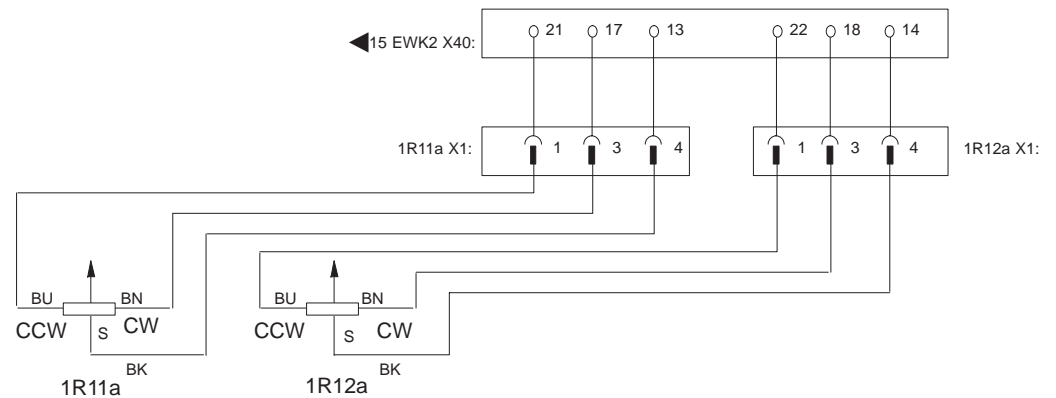 21 17 13 22 18 14
15 EWK2 X40:
1R11a X1: 1 3 4 1 3 4 1R12a X1:
BU BN BU BN
CCW S CW CCW S CW
BK BK
1R11a 1R12a